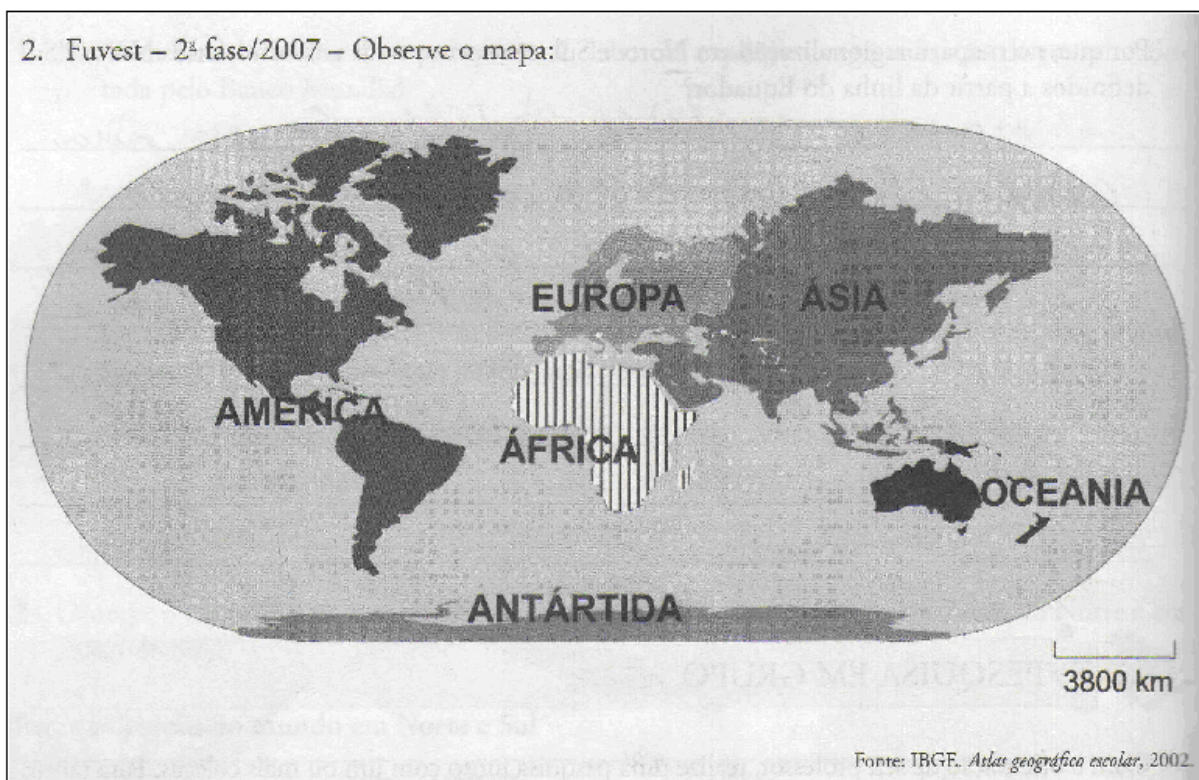 2. Fuvest – 2ª fase/2007 – Observe o mapa:
EUROPA
ÁSIA
AMÉRICA
ÁFRICA
OCEANIA
ANTÁRTIDA
3800 km
Fonte: IBGE. Atlas geográfico escolar, 2002